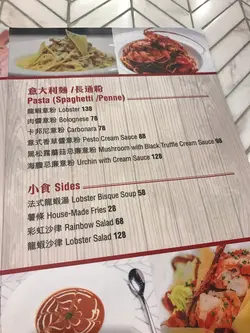 意大利麵/長通粉
Pasta (Spaghetti /Penne)
龍蝦意粉 Lobster 138
肉醬意粉 Bolognese 78
卡邦尼意粉 Carbonara 78
意式香草醬意粉 Pesto Cream Sauce 88
黑松露蘑菇忌廉意粉 Mushroom with Black Truffle Cream Sauce 98
海膽忌廉意粉 Urchin with Cream Sauce 128
小食 Sides
法式龍蝦湯 Lobster Bisque Soup 58
薯條 House-Made Fries 28
彩虹沙律 Rainbow Salad 68
龍蝦沙律 Lobster Salad 128